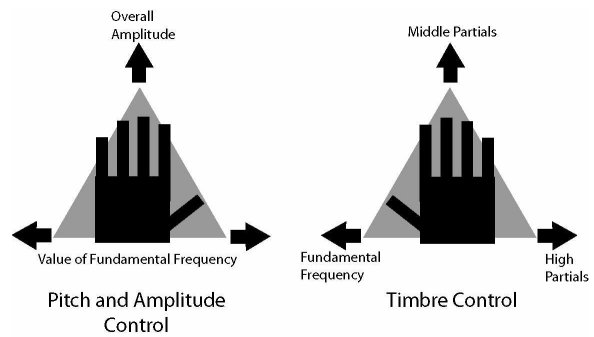 Overall
Amplitude
Value of Fundamental Frequency
Pitch and Amplitude
Control
Middle Partials
Fundamental
Frequency
High
Partials
Timbre Control